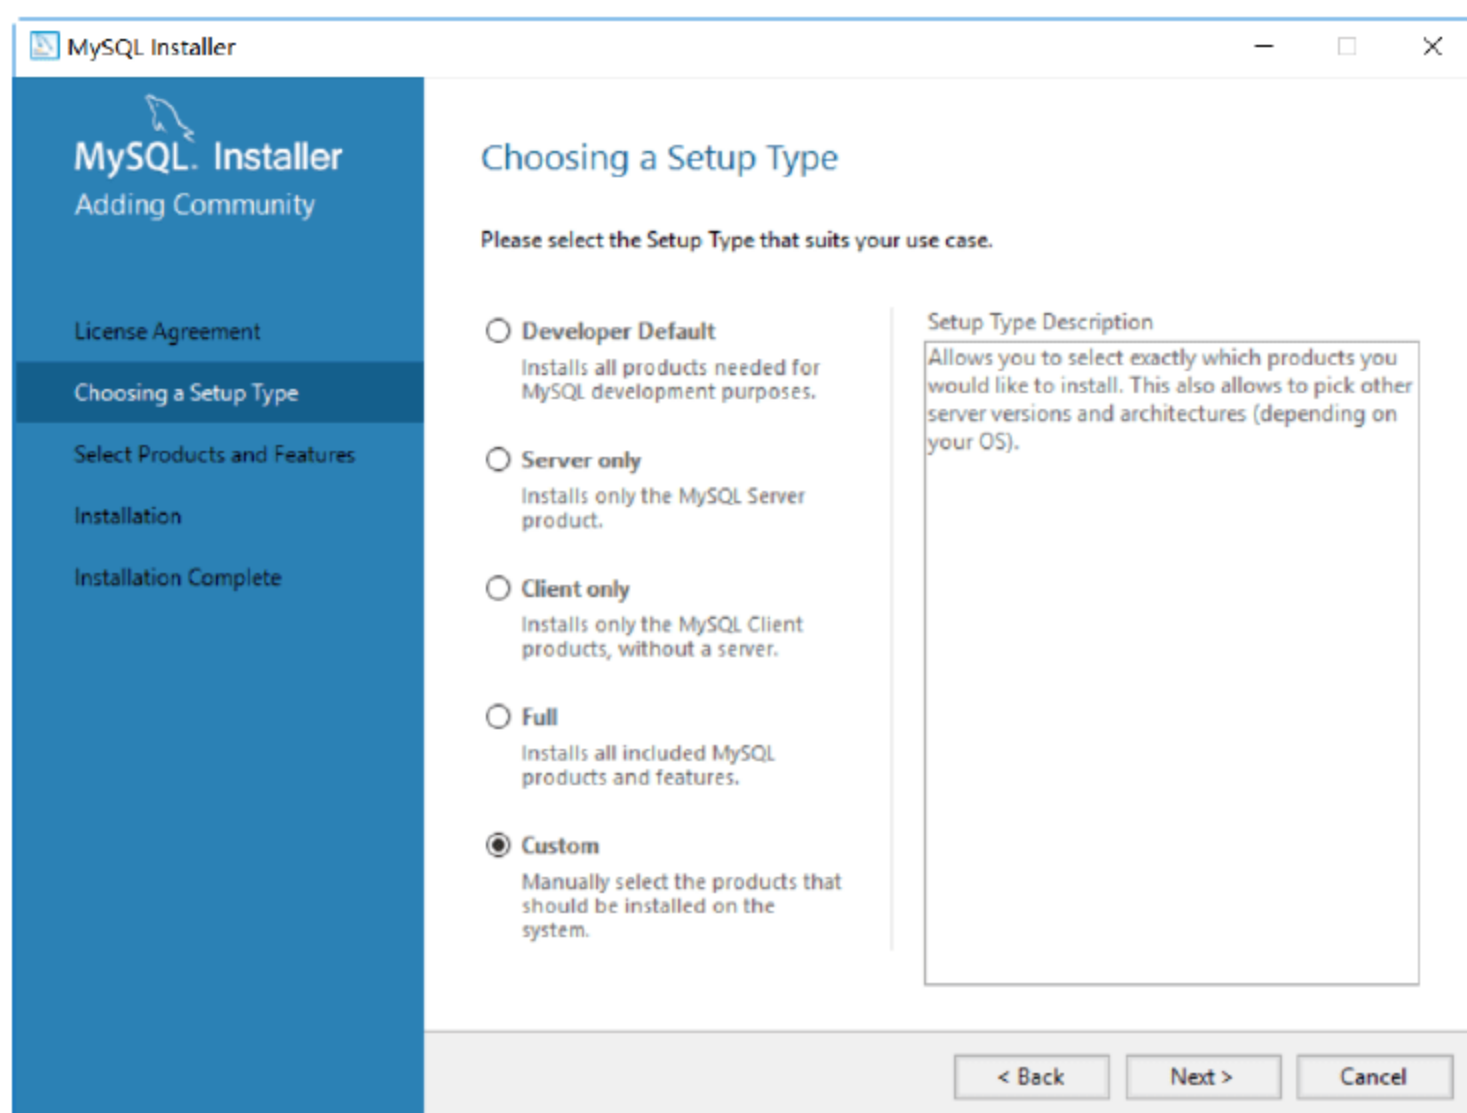 MySQL Installer
MySQL. Installer
Adding Community
License Agreement
Choosing a Setup Type
Select Products and Features
Installation
Installation Complete
Choosing a Setup Type
Please select the Setup Type that suits your use case.
Developer Default
Installs all products needed for
MySQL development purposes.
Server only
Installs only the MySQL Server
product.
Client only
Installs only the MySQL Client
products, without a server.
Full
Installs all included MySQL
products and features.
Custom
Manually select the products that
should be installed on the
system.
Setup Type Description
Allows you to select exactly which products you
would like to install. This also allows to pick other
server versions and architectures (depending on
your OS).
< Back
Next >
Cancel